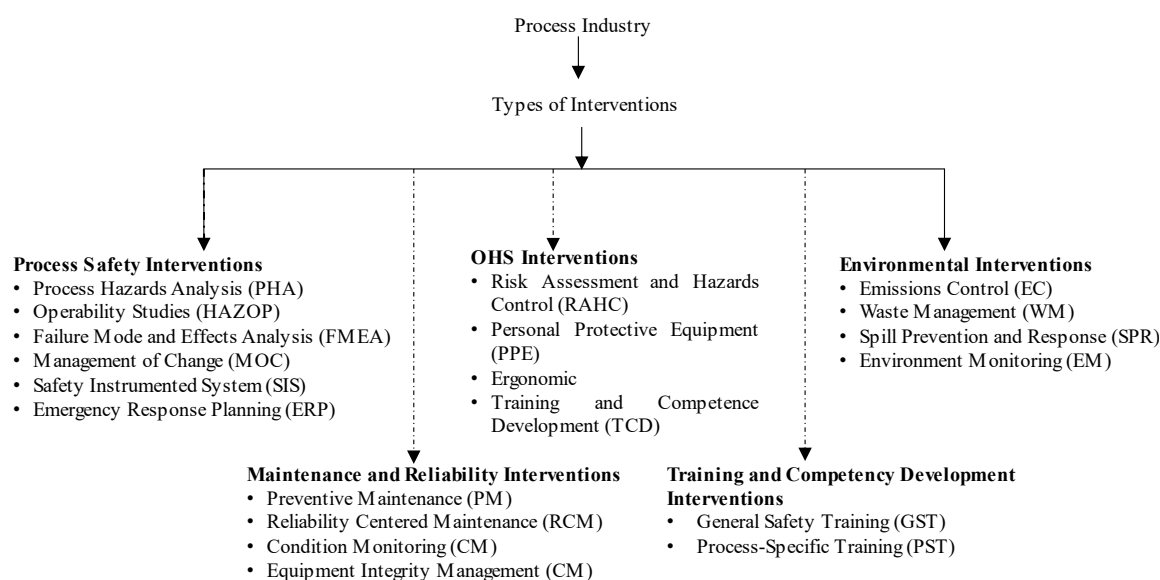 Process Industry
Types of Interventions
Process Safety Interventions
• Process Hazards Analysis (PHA)
• Operability Studies (HAZOP)
• Failure Mode and Effects Analysis (FMEA)
• Management of Change (MOC)
• Safety Instrumented System (SIS)
• Emergency Response Planning (ERP)
OHS Interventions
• Risk Assessment and Hazards
Control (RAHC)
• Personal Protective Equipment
(PPE)
• Ergonomic
• Training and Competence
Development (TCD)
Environmental Interventions
• Emissions Control (EC)
• Waste Management (WM)
• Spill Prevention and Response (SPR)
• Environment Monitoring (EM)
Maintenance and Reliability Interventions
• Preventive Maintenance (PM)
• Reliability Centered Maintenance (RCM)
• Condition Monitoring (CM)
• Equipment Integrity Management (CM)
Training and Competency Development
Interventions
• General Safety Training (GST)
• Process-Specific Training (PST)